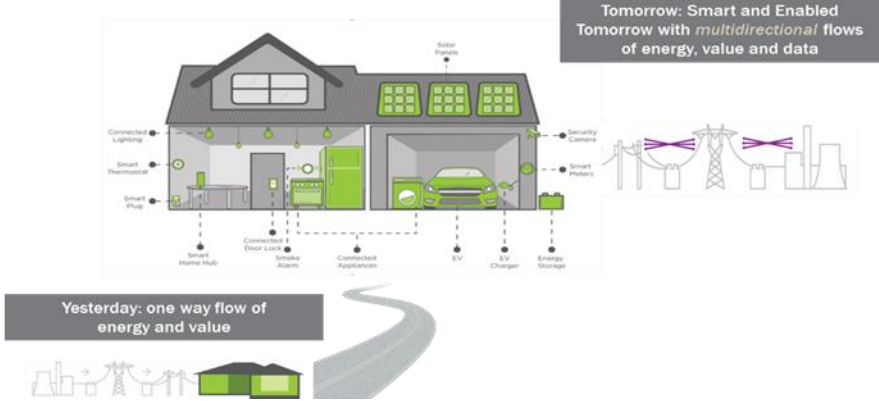 Tomorrow: Smart and Enabled
Tomorrow with multidirectional flows
of energy, value and data
Solar
Panels
Connected
Lighting
Security
Camera
Smart
Thermostat
Smart
Meters
Smart
Plug
Smart
Home Hub
Connected
Door Lock
Smoke
Alarm
Connected
Appliances
EV
EV
Charger
Energy
Storage
Yesterday: one way flow of
energy and value